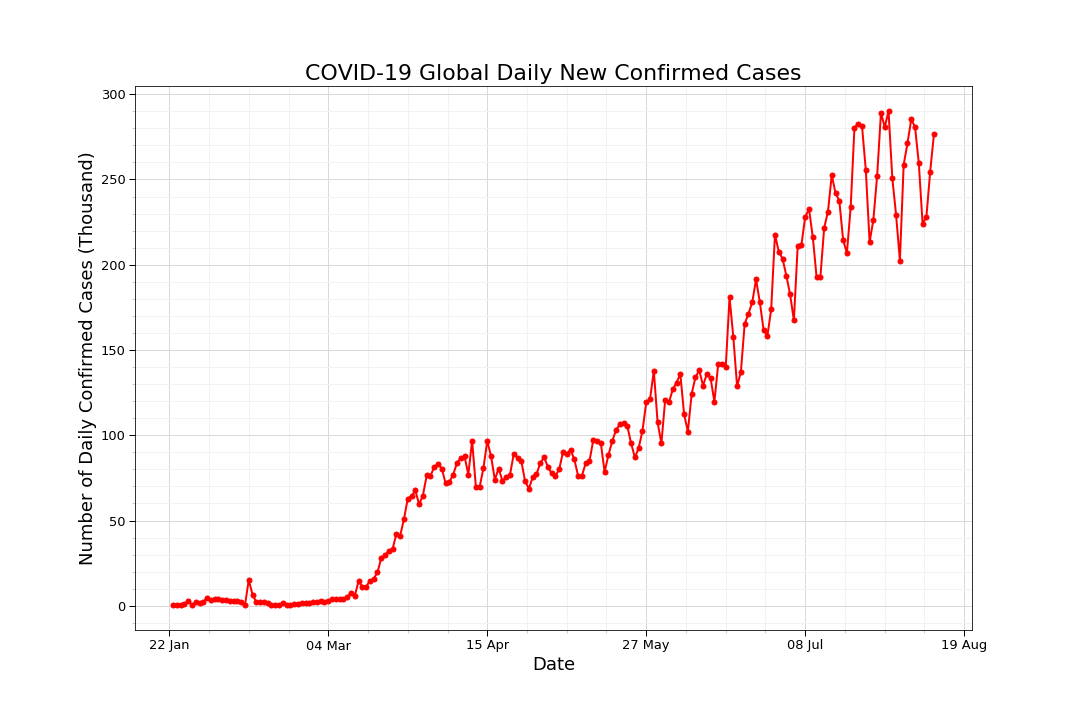 COVID-19 Global Daily New Confirmed Cases
Number of Daily Confirmed Cases (Thousand)
300
250
200
150
100
50
0
22 Jan
04 Mar
15 Apr
27 May
08 Jul
19 Aug
Date